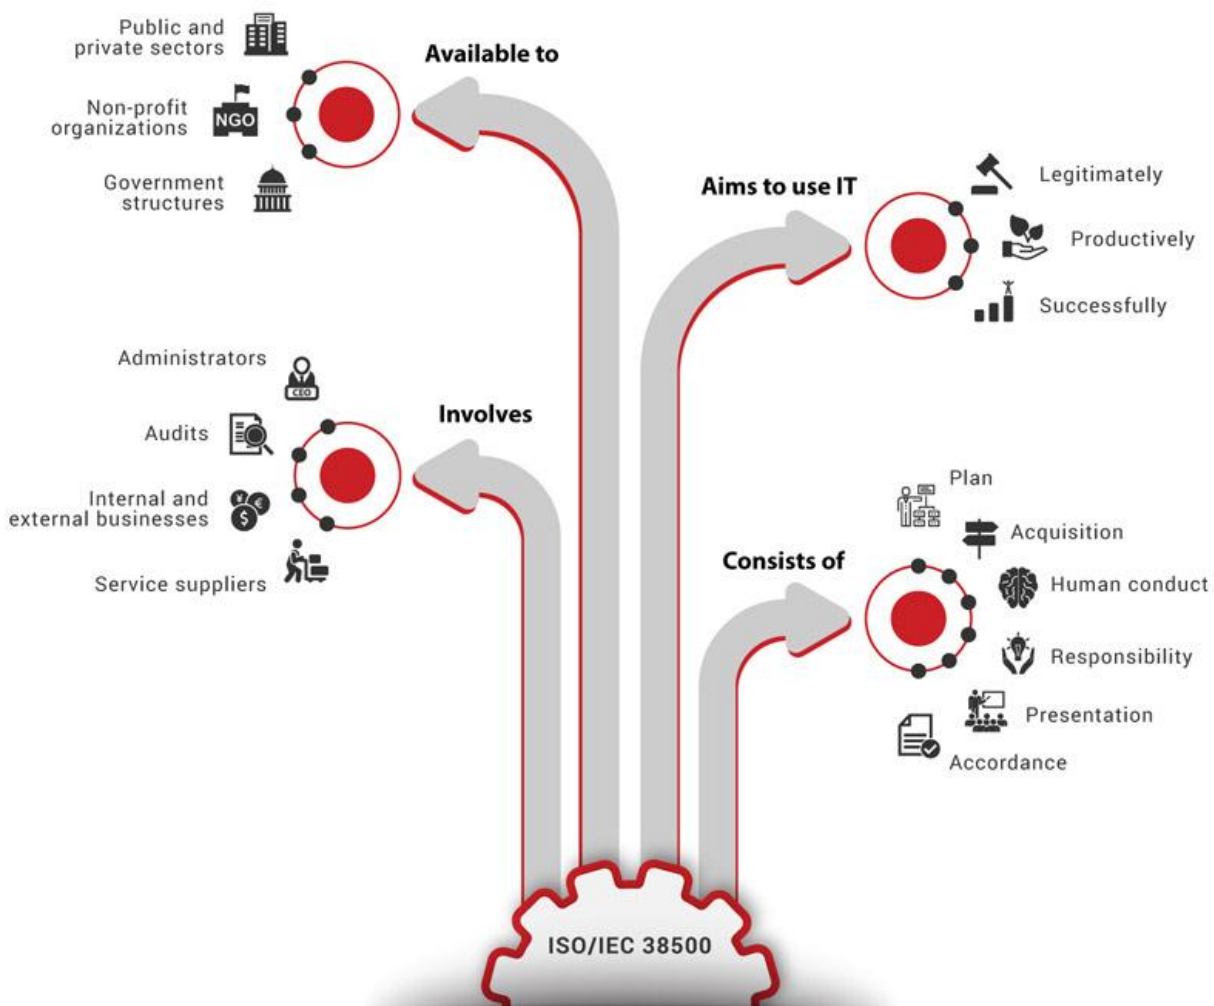 Available to
Public and
private sectors
NGO
Non-profit
organizations
Government
structures
Aims to use IT
Legitimately
Productively
Successfully
Involves
Administrators
CEO
Audits
Internal and
external businesses
¥
€
$
Service suppliers
Consists of
Plan
Acquisition
Human conduct
Responsibility
Presentation
Accordance
ISO/IEC 38500